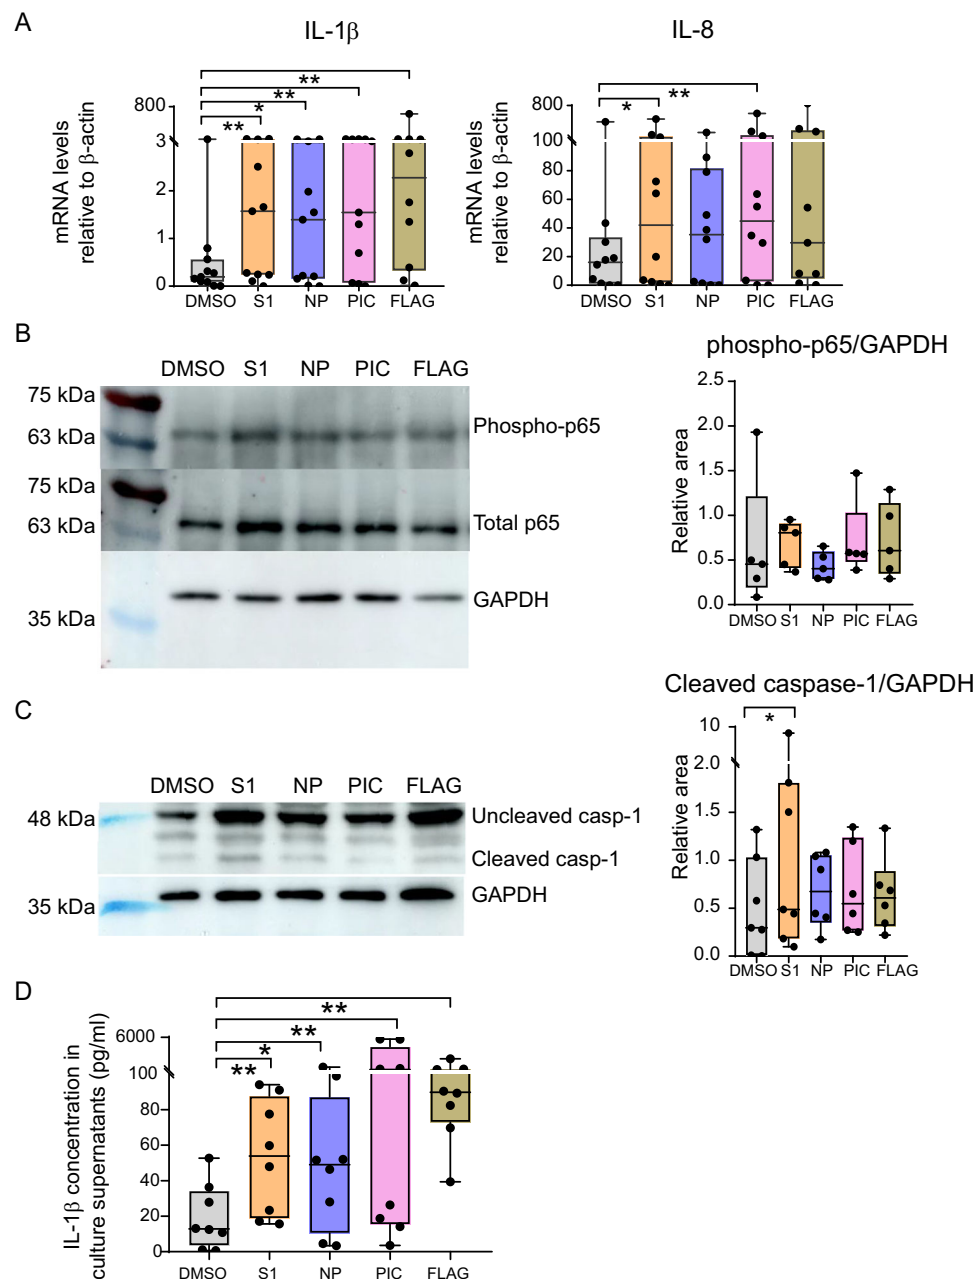 A
IL-1β
IL-8
mRNA levels
relative to β-actin
800
3
2
1
0
**
*
**
**
DMSO S1 NP PIC FLAG
mRNA levels
relative to β-actin
800
100
80
60
40
20
0
*
**
DMSO S1 NP PIC FLAG
B
DMSO S1 NP PIC FLAG
75 kDa
63 kDa
Phospho-p65
75 kDa
63 kDa
Total p65
GAPDH
35 kDa
phospho-p65/GAPDH
Relative area
2.5
2.0
1.5
1.0
0.5
0.0
DMSO S1 NP PIC FLAG
C
DMSO S1 NP PIC FLAG
48 kDa
Uncleaved casp-1
Cleaved casp-1
GAPDH
35 kDa
Cleaved caspase-1/GAPDH
Relative area
10
2.0
1.5
1.0
0.5
0.0
*
DMSO S1 NP PIC FLAG
D
IL-1β concentration in
culture supernatants (pg/ml)
6000
100
80
60
40
20
0
**
*
**
**
DMSO S1 NP PIC FLAG